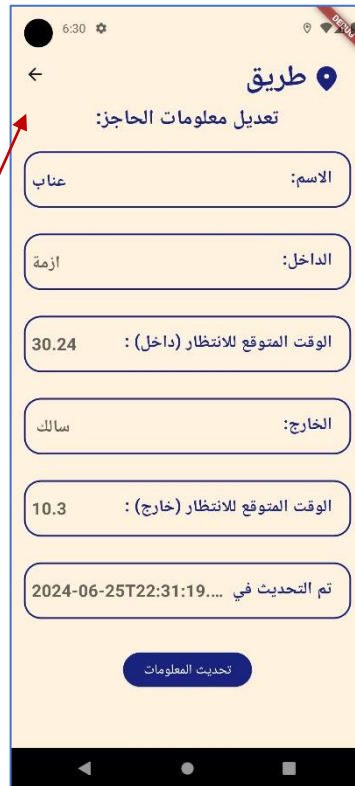 6:30
DEBUG
طريق
تعديل معلومات الحاجز:
الاسم: عناب
الداخل: ازمة
الوقت المتوقع للانتظار (داخل) : 30.24
الخارج: سالك
الوقت المتوقع للانتظار (خارج) : 10.3
تم التحديث في 2024-06-25T22:31:19....
تحديث المعلومات